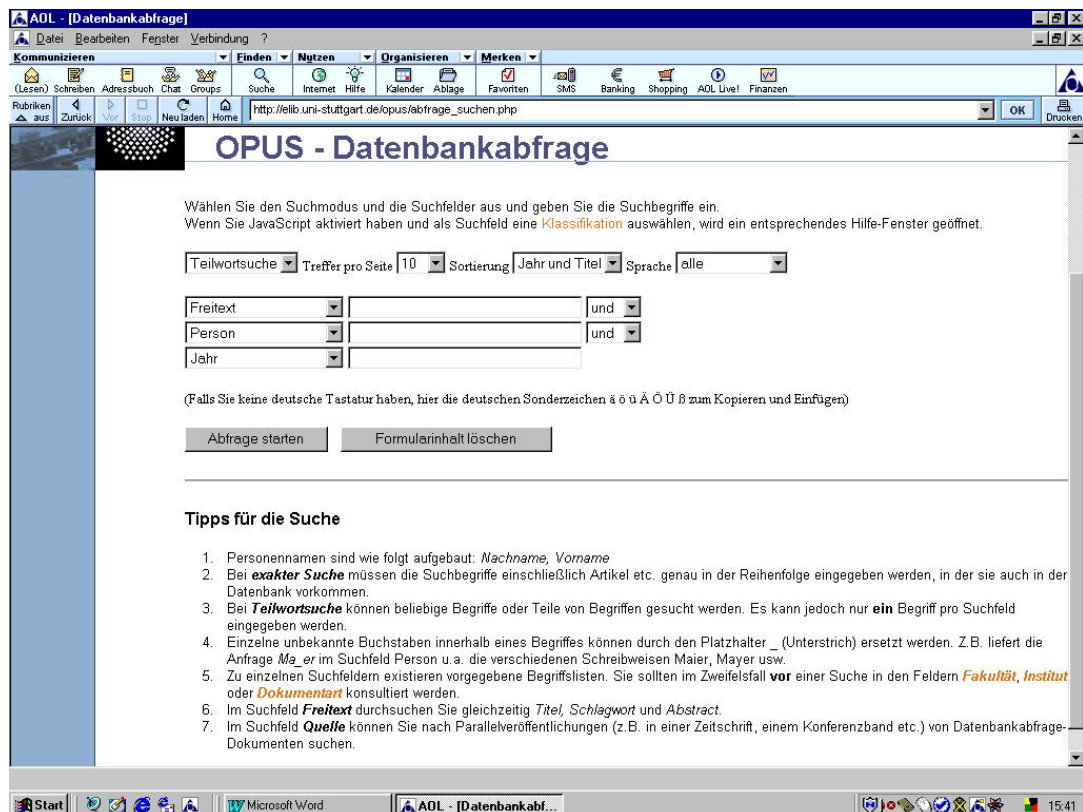 AOL - [Datenbankabfrage]
Datei Bearbeiten Fenster Verbindung ?
Kommunizieren Finden Nutzen Organisieren Merken
(Lesen) Schreiben Adressbuch Chat Groups Suche Internet Hilfe Kalender Ablage Favoriten SMS Banking Shopping AOL Live! Finanzen
Rubriken aus Zurück Vor Stop Neu laden Home http://elib.uni-stuttgart.de/opus/abfrage_suchen.php OK Drucken
OPUS - Datenbankabfrage
Wählen Sie den Suchmodus und die Suchfelder aus und geben Sie die Suchbegriffe ein.
Wenn Sie JavaScript aktiviert haben und als Suchfeld eine Klassifikation auswählen, wird ein entsprechendes Hilfe-Fenster geöffnet.
Teilwortsuche Treffer pro Seite 10 Sortierung Jahr und Titel Sprache alle
Freitext und
Person und
Jahr
(Falls Sie keine deutsche Tastatur haben, hier die deutschen Sonderzeichen ä ö ü Ä Ö Ü ß zum Kopieren und Einfügen)
Abfrage starten Formularinhalt löschen
Tipps für die Suche
1. Personennamen sind wie folgt aufgebaut: Nachname, Vorname
2. Bei exakter Suche müssen die Suchbegriffe einschließlich Artikel etc. genau in der Reihenfolge eingegeben werden, in der sie auch in der
Datenbank vorkommen.
3. Bei Teilwortsuche können beliebige Begriffe oder Teile von Begriffen gesucht werden. Es kann jedoch nur ein Begriff pro Suchfeld
eingegeben werden.
4. Einzelne unbekannte Buchstaben innerhalb eines Begriffes können durch den Platzhalter _ (Unterstrich) ersetzt werden. Z.B. liefert die
Anfrage Ma_er im Suchfeld Person u.a. die verschiedenen Schreibweisen Maier, Mayer usw.
5. Zu einzelnen Suchfeldern existieren vorgegebene Begriffslisten. Sie sollten im Zweifelsfall vor einer Suche in den Feldern Fakultät, Institut
oder Dokumentart konsultiert werden.
6. Im Suchfeld Freitext durchsuchen Sie gleichzeitig Titel, Schlagwort und Abstract.
7. Im Suchfeld Quelle können Sie nach Parallelveröffentlichungen (z.B. in einer Zeitschrift, einem Konferenzband etc.) von Datenbankabfrage-
Dokumenten suchen.
Start Microsoft Word AOL - [Datenbankabf... 15:41